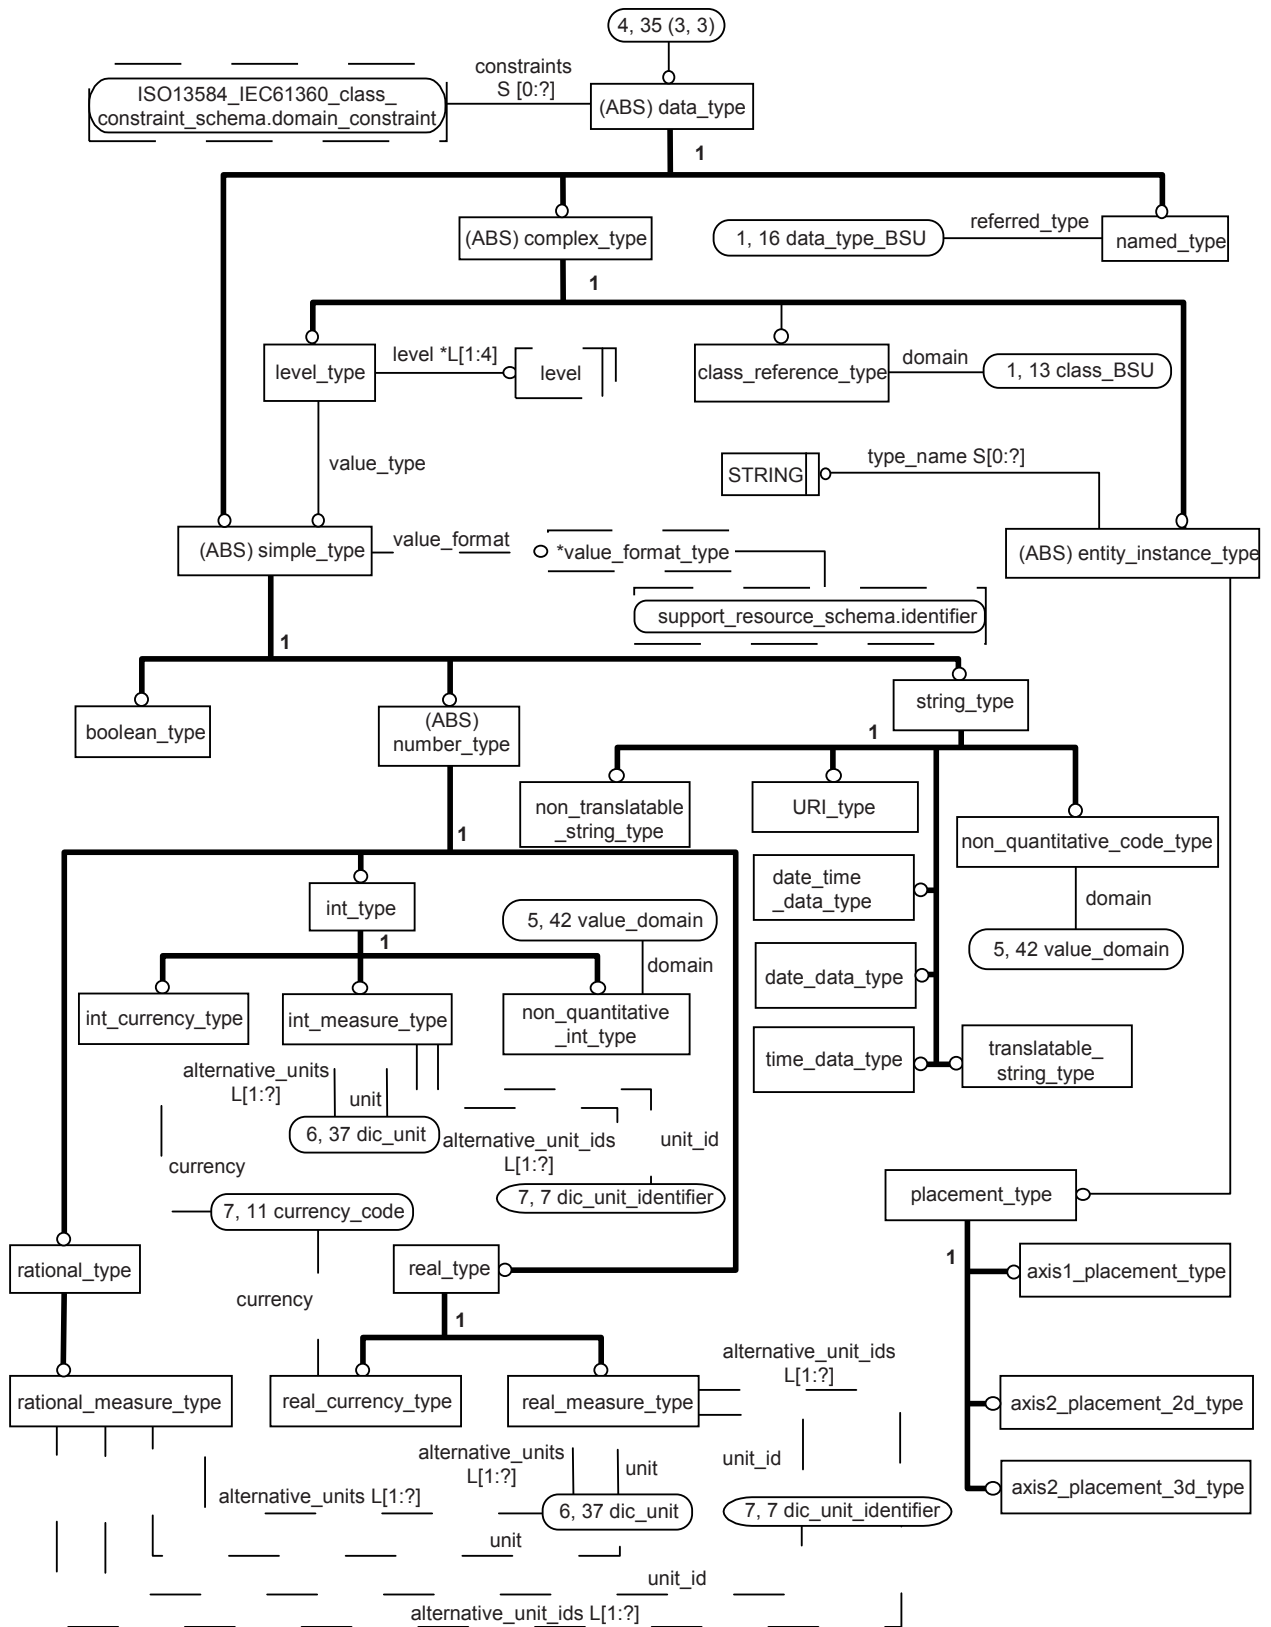 4, 35 (3, 3)
constraints
S [0:?]
ISO13584_IEC61360_class_
constraint_schema.domain_constraint
(ABS) data_type
1
(ABS) complex_type
1, 16 data_type_BSU
referred_type
named_type
1
level_type
level *L[1:4]
level
class_reference_type
domain
1, 13 class_BSU
value_type
STRING
type_name S[0:?]
(ABS) simple_type
value_format
*value_format_type
(ABS) entity_instance_type
support_resource_schema.identifier
1
boolean_type
(ABS)
number_type
string_type
1
non_translatable
_string_type
URI_type
non_quantitative_code_type
1
date_time
_data_type
domain
int_type
5, 42 value_domain
5, 42 value_domain
1
domain
date_data_type
int_currency_type
int_measure_type
non_quantitative
_int_type
time_data_type
translatable_
string_type
alternative_units
L[1:?]
unit
6, 37 dic_unit
alternative_unit_ids
L[1:?]
unit_id
currency
7, 7 dic_unit_identifier
placement_type
7, 11 currency_code
rational_type
real_type
1
axis1_placement_type
currency
1
alternative_unit_ids
L[1:?]
rational_measure_type
real_currency_type
real_measure_type
axis2_placement_2d_type
alternative_units
L[1:?]
unit
unit_id
axis2_placement_3d_type
alternative_units L[1:?]
6, 37 dic_unit
7, 7 dic_unit_identifier
unit
unit_id
alternative_unit_ids L[1:?]